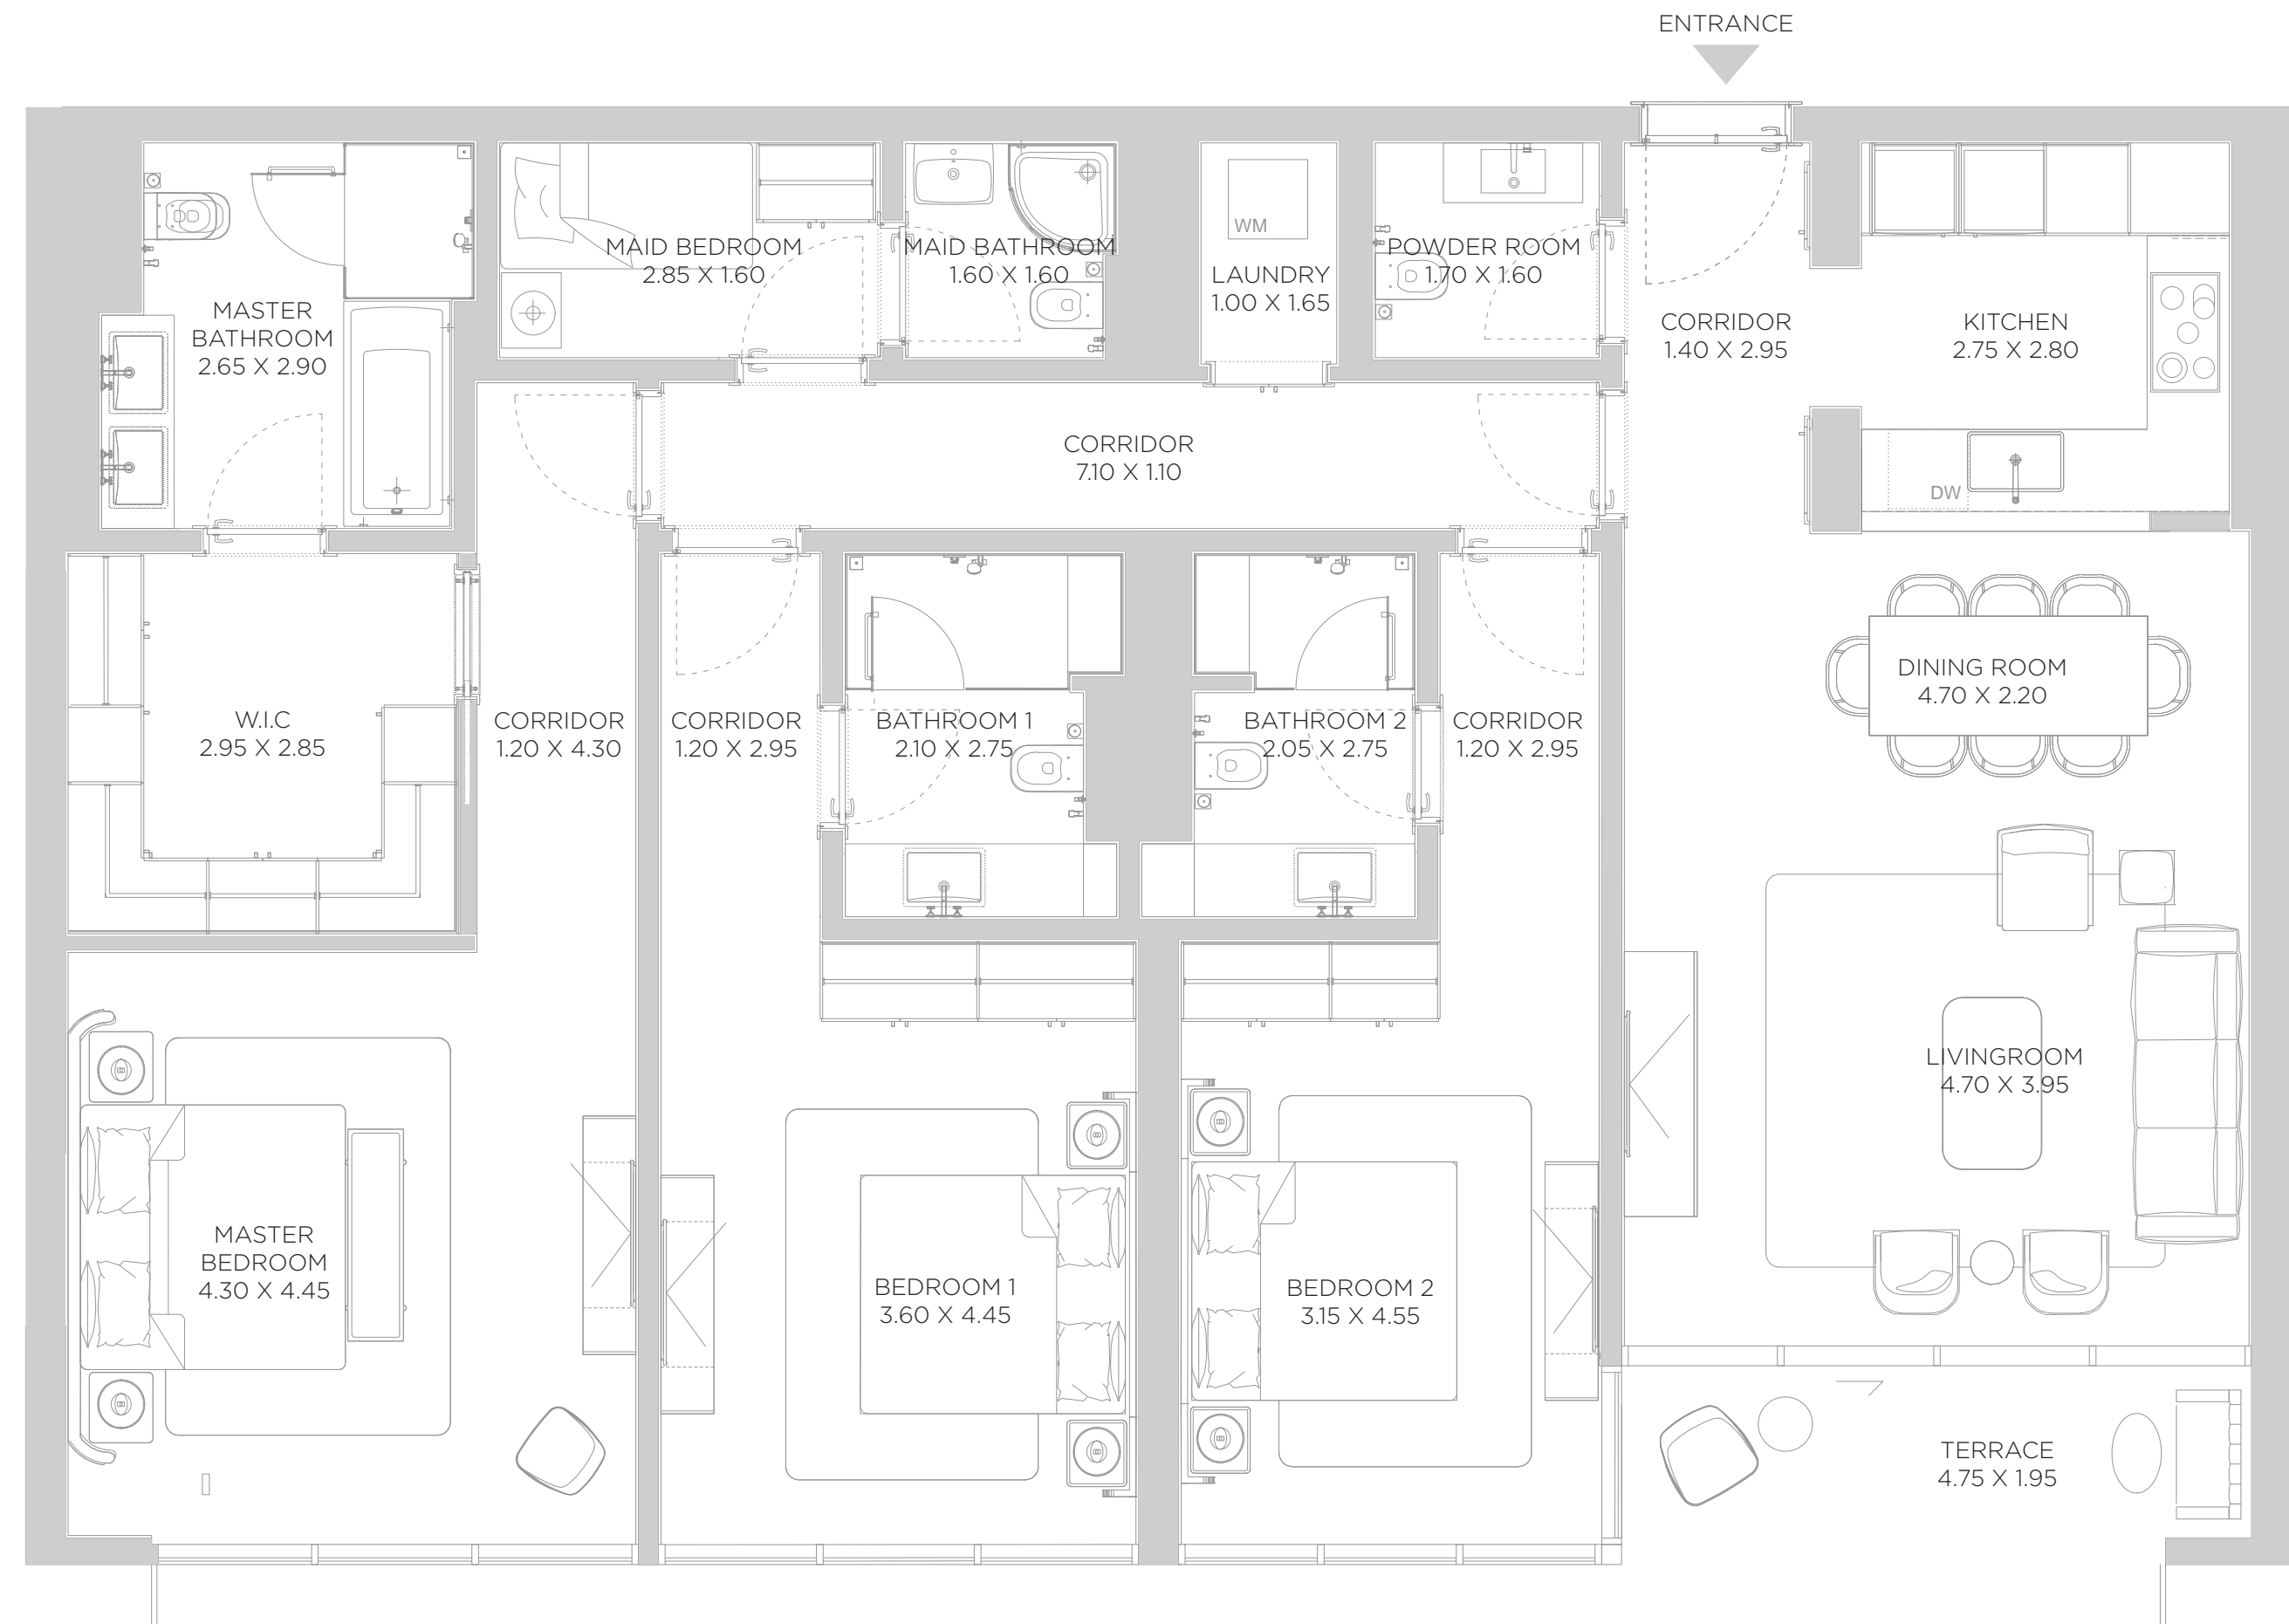 ENTRANCE
MAID BEDROOM
2.85 X 1.60
MAID BATHROOM
1.60 X 1.60
WM
LAUNDRY
1.00 X 1.65
POWDER ROOM
1.70 X 1.60
MASTER
BATHROOM
2.65 X 2.90
CORRIDOR
1.40 X 2.95
KITCHEN
2.75 X 2.80
CORRIDOR
7.10 X 1.10
DW
DINING ROOM
4.70 X 2.20
W.I.C
2.95 X 2.85
CORRIDOR
1.20 X 4.30
CORRIDOR
1.20 X 2.95
BATHROOM 1
2.10 X 2.75
BATHROOM 2
2.05 X 2.75
CORRIDOR
1.20 X 2.95
LIVINGROOM
4.70 X 3.95
MASTER
BEDROOM
4.30 X 4.45
BEDROOM 1
3.60 X 4.45
BEDROOM 2
3.15 X 4.55
TERRACE
4.75 X 1.95